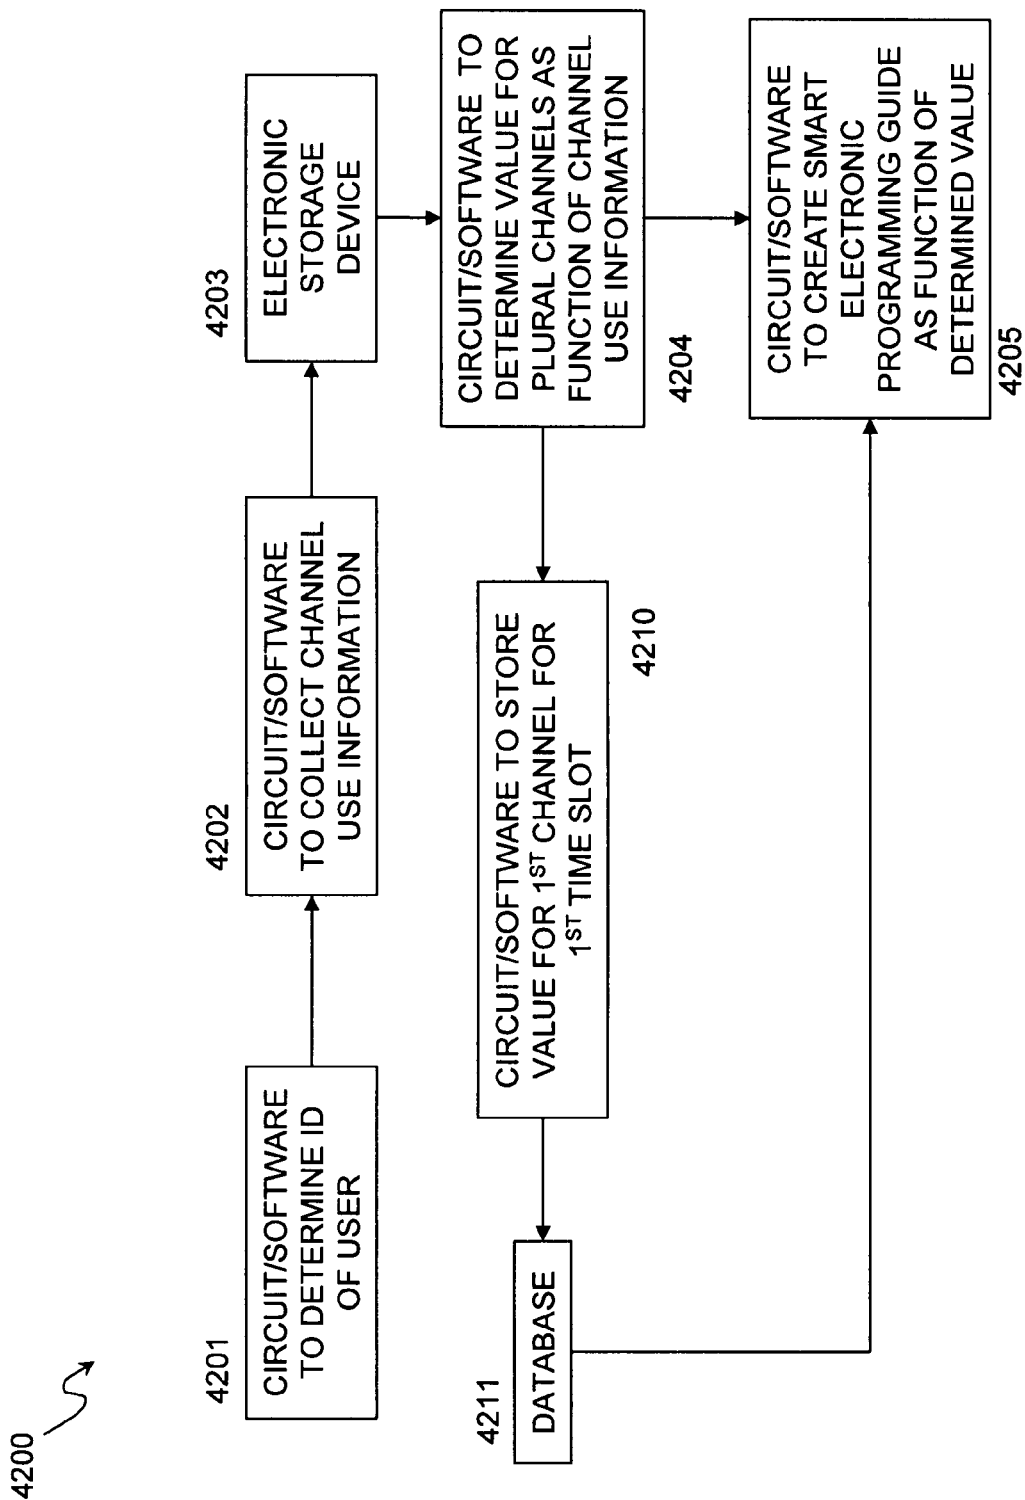 4200
4201
CIRCUIT/SOFTWARE
TO DETERMINE ID
OF USER
4202
CIRCUIT/SOFTWARE
TO COLLECT CHANNEL
USE INFORMATION
4203
ELECTRONIC
STORAGE
DEVICE
4211
DATABASE
CIRCUIT/SOFTWARE TO STORE
VALUE FOR 1ST CHANNEL FOR
1ST TIME SLOT
4210
CIRCUIT/SOFTWARE TO
DETERMINE VALUE FOR
PLURAL CHANNELS AS
FUNCTION OF CHANNEL
USE INFORMATION
4204
CIRCUIT/SOFTWARE
TO CREATE SMART
ELECTRONIC
PROGRAMMING GUIDE
AS FUNCTION OF
DETERMINED VALUE
4205